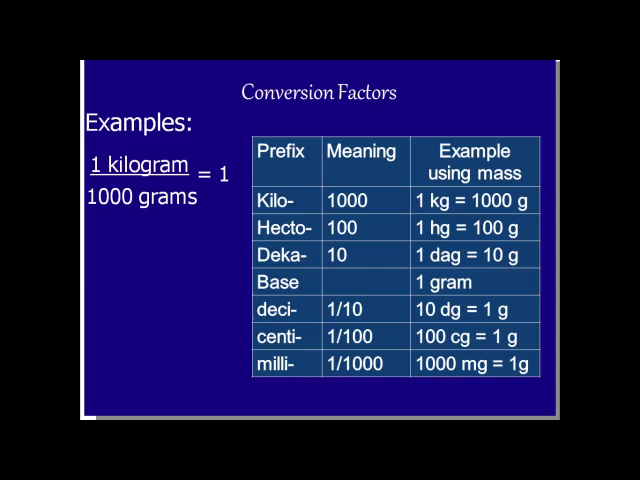 Conversion Factors
Examples:
1 kilogram
1000 grams
= 1
Prefix Meaning Example using mass
Kilo- 1000 1 kg = 1000 g
Hecto- 100 1 hg = 100 g
Deka- 10 1 dag = 10 g
Base 1 gram
deci- 1/10 10 dg = 1 g
centi- 1/100 100 cg = 1 g
milli- 1/1000 1000 mg = 1g